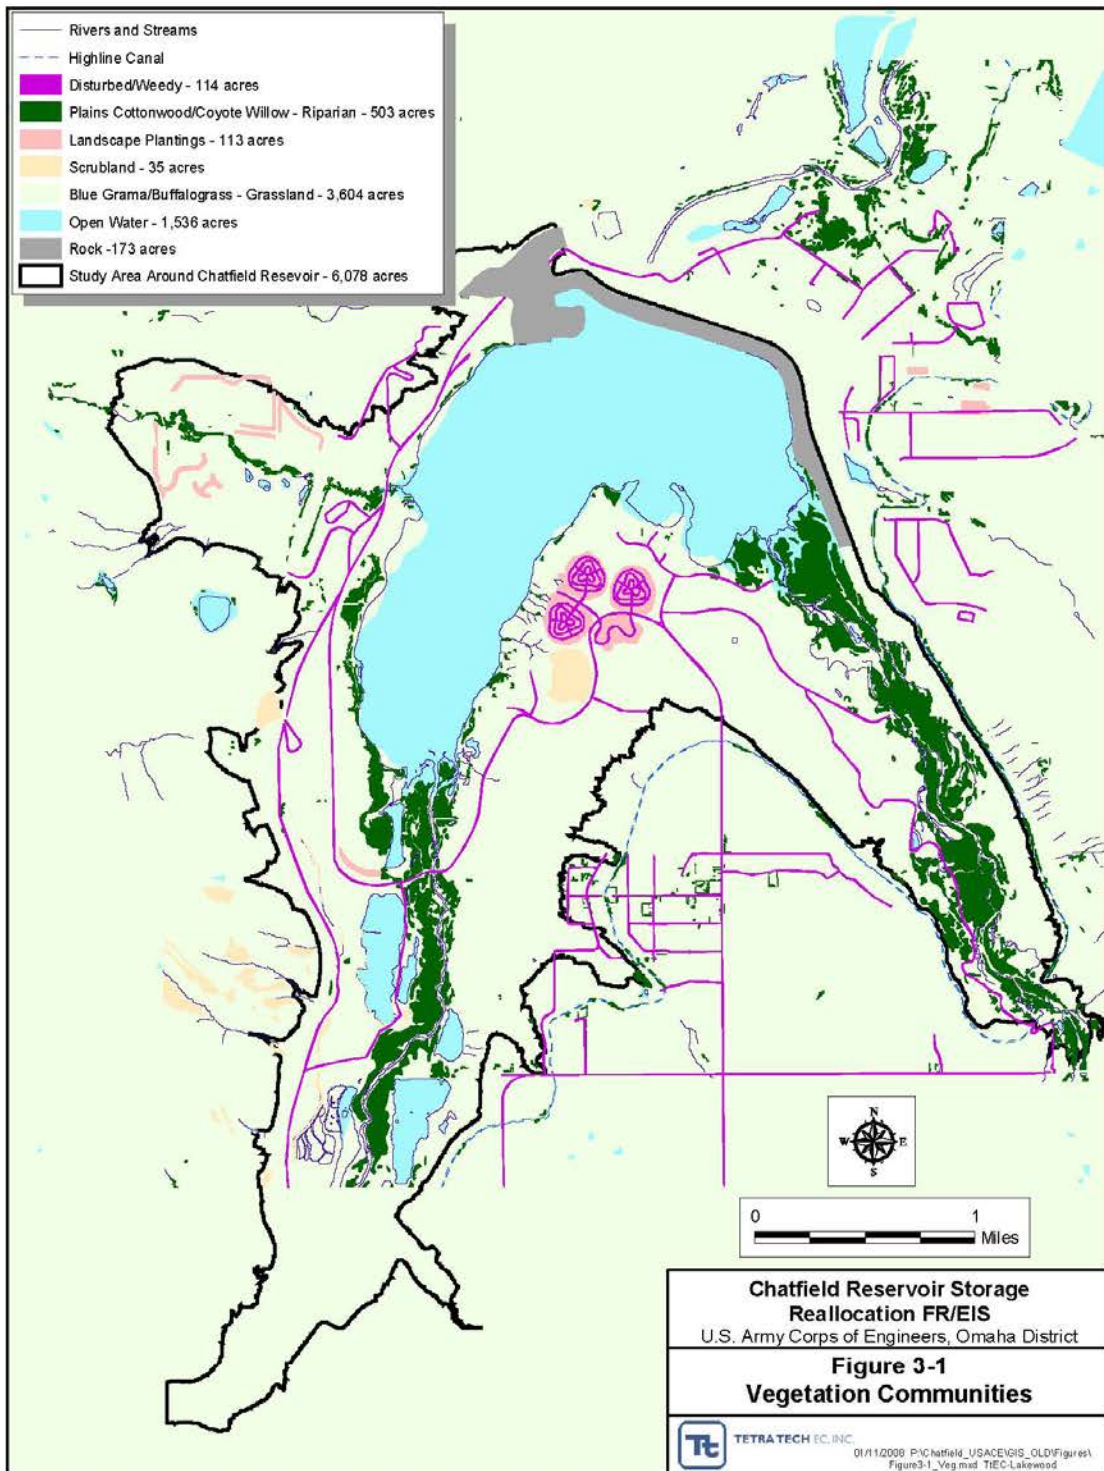 Rivers and Streams
Highline Canal
Disturbed/Weedy - 114 acres
Plains Cottonwood/Coyote Willow - Riparian - 503 acres
Landscape Plantings - 113 acres
Scrubland - 35 acres
Blue Grama/Buffalograss - Grassland - 3,604 acres
Open Water - 1,536 acres
Rock -173 acres
Study Area Around Chatfield Resevoir - 6,078 acres
N
W E
S
0 1
Miles
Chatfield Reservoir Storage
Reallocation FR/EIS
U.S. Army Corps of Engineers, Omaha District
Figure 3-1
Vegetation Communities
Tt TETRA TECH EC, INC.
01/11/2008 P:\Chatfield_USACE\GIS_OLD\Figures\
Figure3-1_Veg.mxd TtEC-Lakewood